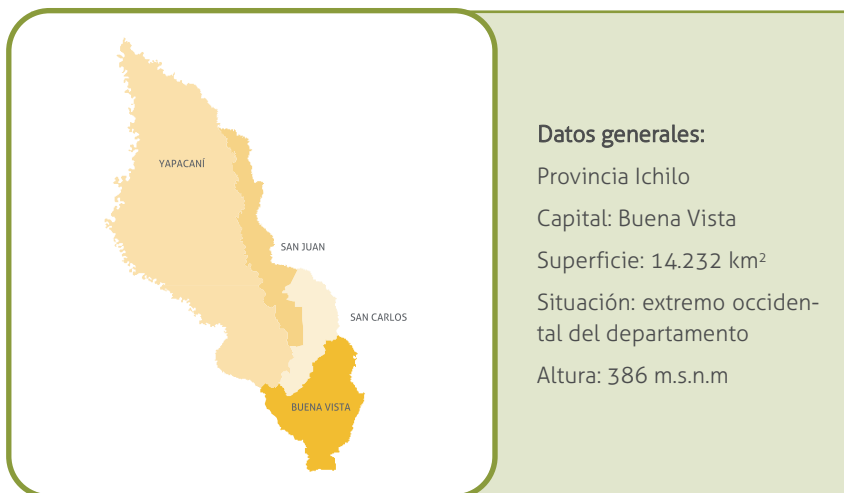 YAPACANÍ
SAN JUAN
SAN CARLOS
BUENA VISTA
Datos generales:
Provincia Ichilo
Capital: Buena Vista
Superficie: 14.232 km²
Situación: extremo occiden-
tal del departamento
Altura: 386 m.s.n.m